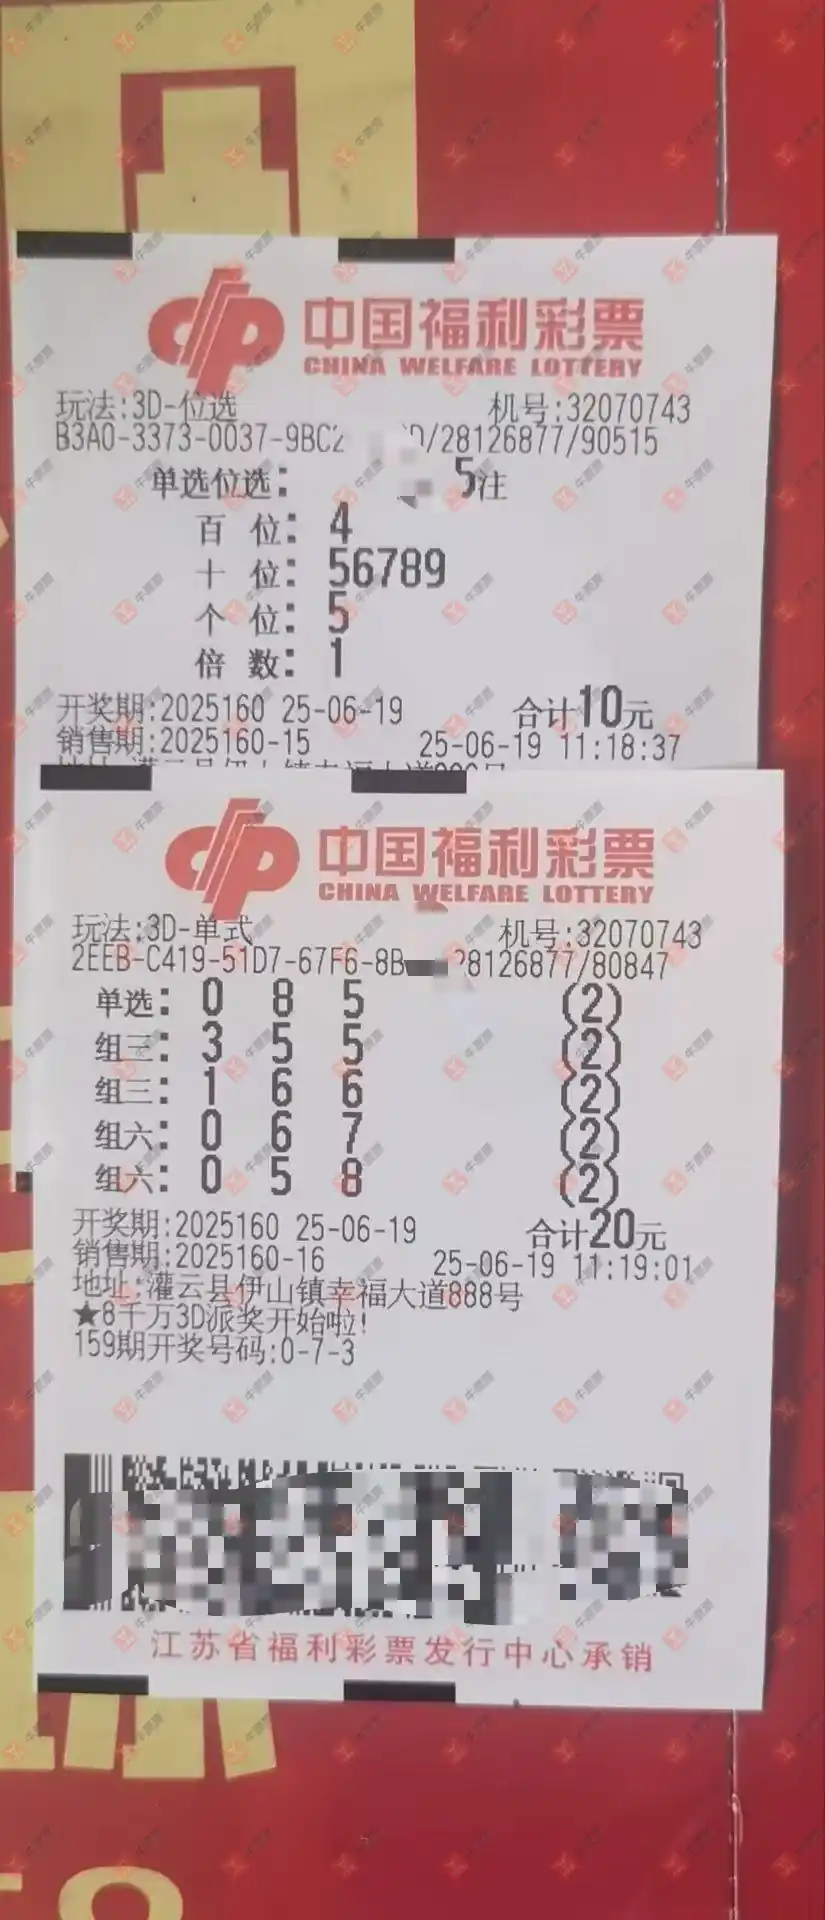 中国福利彩票
CHINA WELFARE LOTTERY
玩法:3D-位选 机号:32070743
B3A0-3373-0037-9BC2 D/28126877/90515
单选位选: 5注
百 位: 4
十 位: 56789
个 位: 5
倍 数: 1
开奖期:2025160 25-06-19 合计10元
销售期:2025160-15 25-06-19 11:18:37
中国福利彩票
CHINA WELFARE LOTTERY
玩法:3D-单式 机号:32070743
2EEB-C419-51D7-67F6-8B 28126877/80847
单选: 0 8 5 (2)
组三: 3 5 5 (2)
组三: 1 6 6 (2)
组六: 0 6 7 (2)
组六: 0 5 8 (2)
开奖期:2025160 25-06-19 合计20元
销售期:2025160-16 25-06-19 11:19:01
地址:灌云县伊山镇幸福大道888号
★8千万3D派奖开始啦!
159期开奖号码:0-7-3
江苏省福利彩票发行中心承销